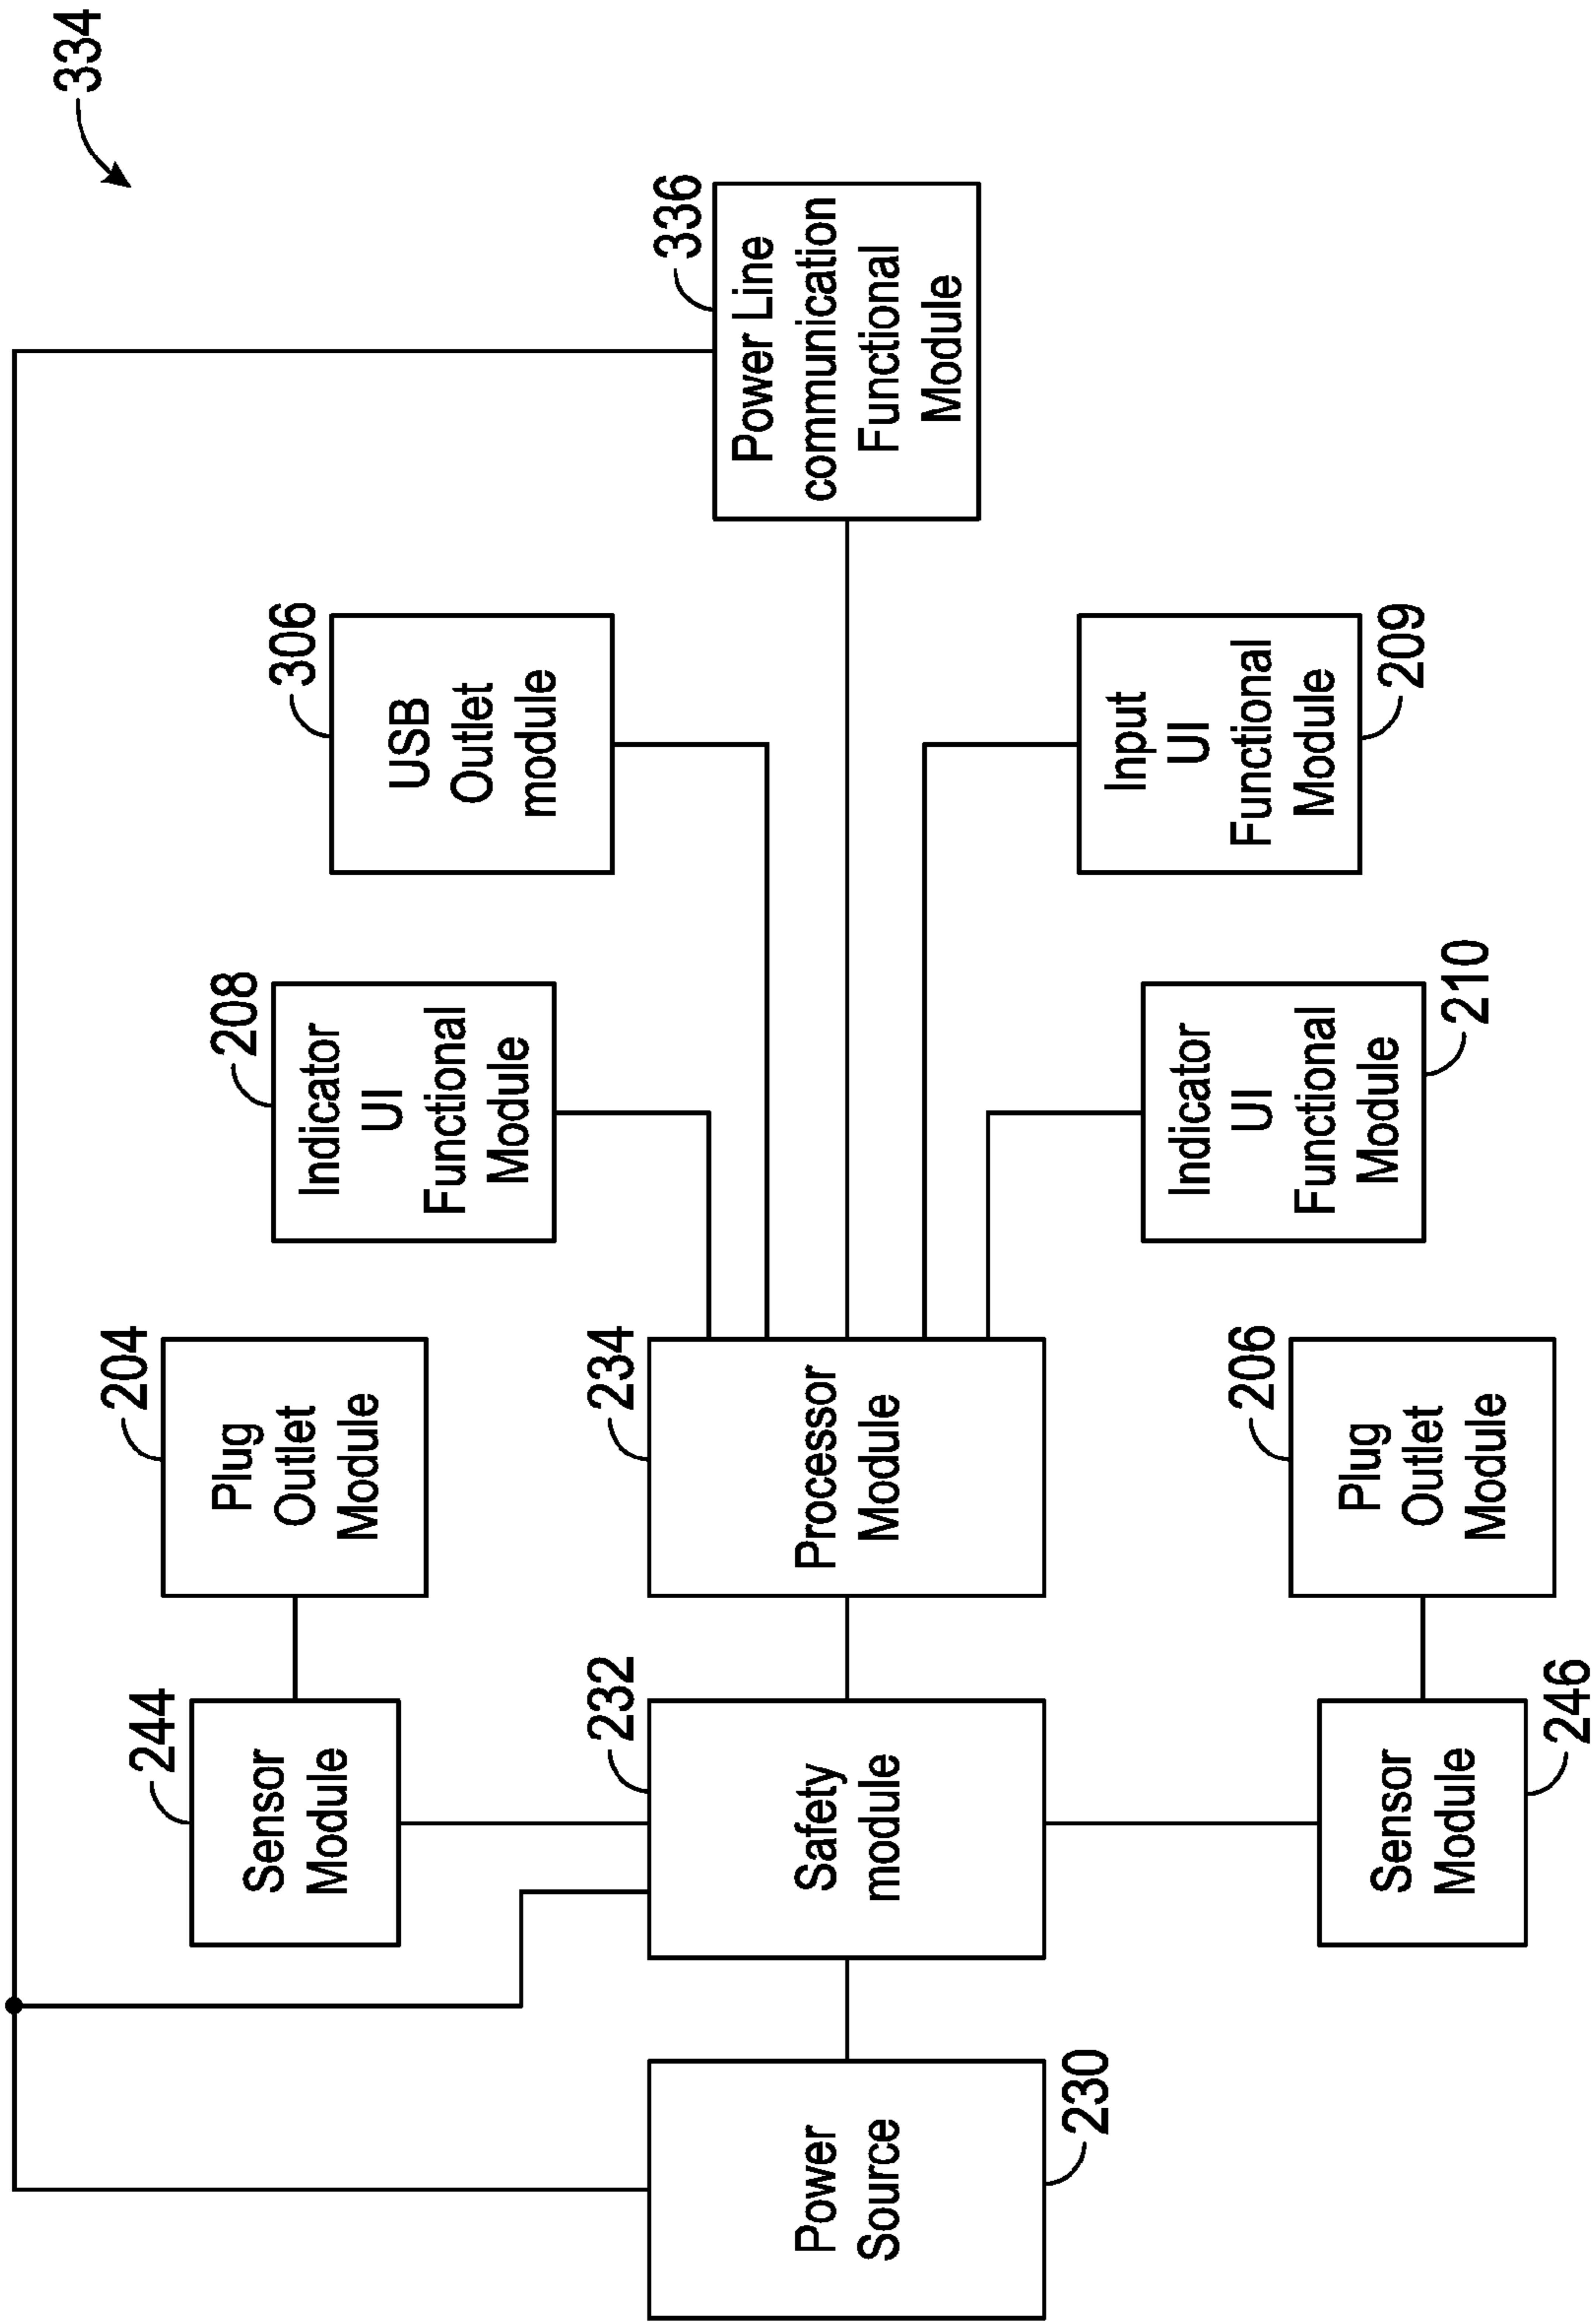 334
244
Sensor
Module
204
Plug
Outlet
Module
208
Indicator
UI
Functional
Module
306
USB
Outlet
module
336
Power Line
communication
Functional
Module
Power
Source
230
232
Safety
module
234
Processor
Module
Sensor
Module
246
206
Plug
Outlet
Module
Indicator
UI
Functional
Module
210
Input
UI
Functional
Module
209